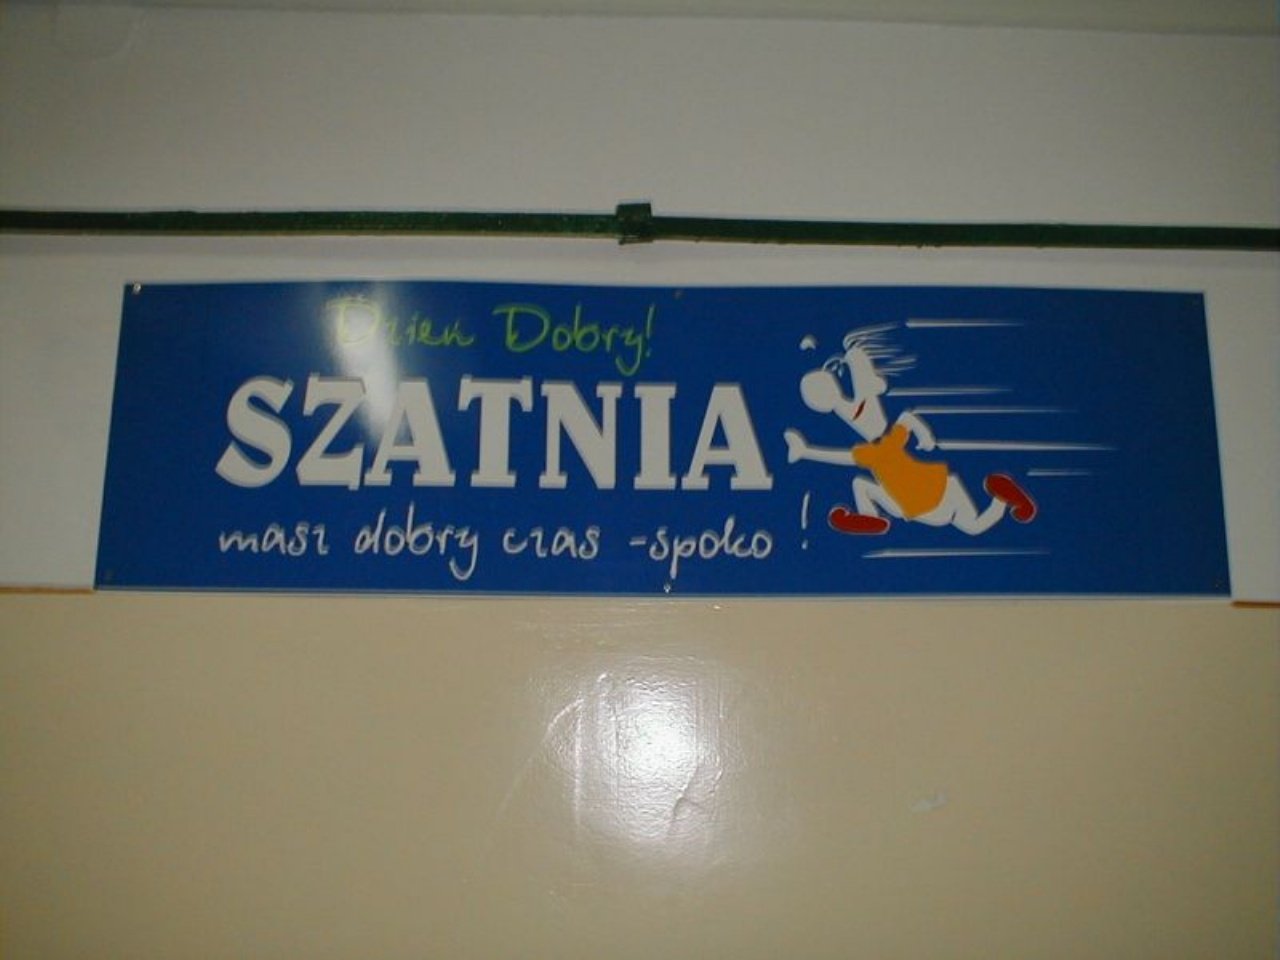 Dzień Dobry!
SZATNIA
masz dobry czas - spoko !